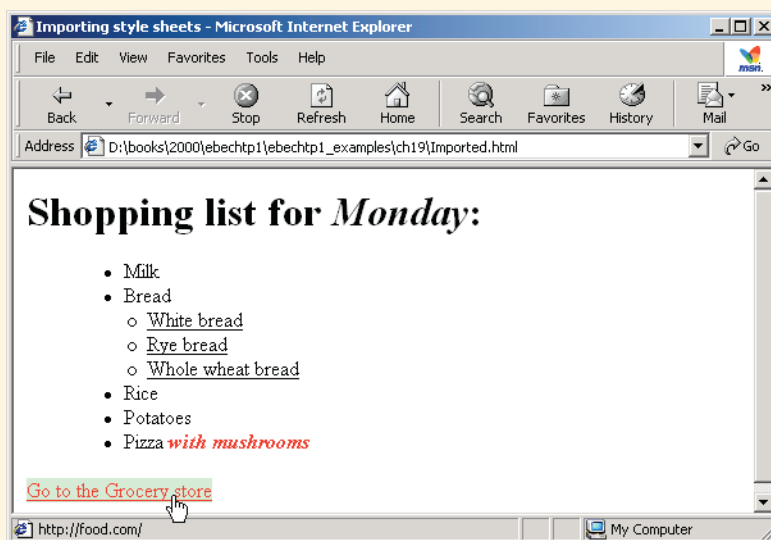 Importing style sheets - Microsoft Internet Explorer
File Edit View Favorites Tools Help
msn.
Back Forward Stop Refresh Home Search Favorites History Mail
Address D:\books\2000\ebechtp1\ebechtp1_examples\ch19\Imported.html Go
Shopping list for Monday:
• Milk
• Bread
o White bread
o Rye bread
o Whole wheat bread
• Rice
• Potatoes
• Pizza with mushrooms
Go to the Grocery store
http://food.com/ My Computer